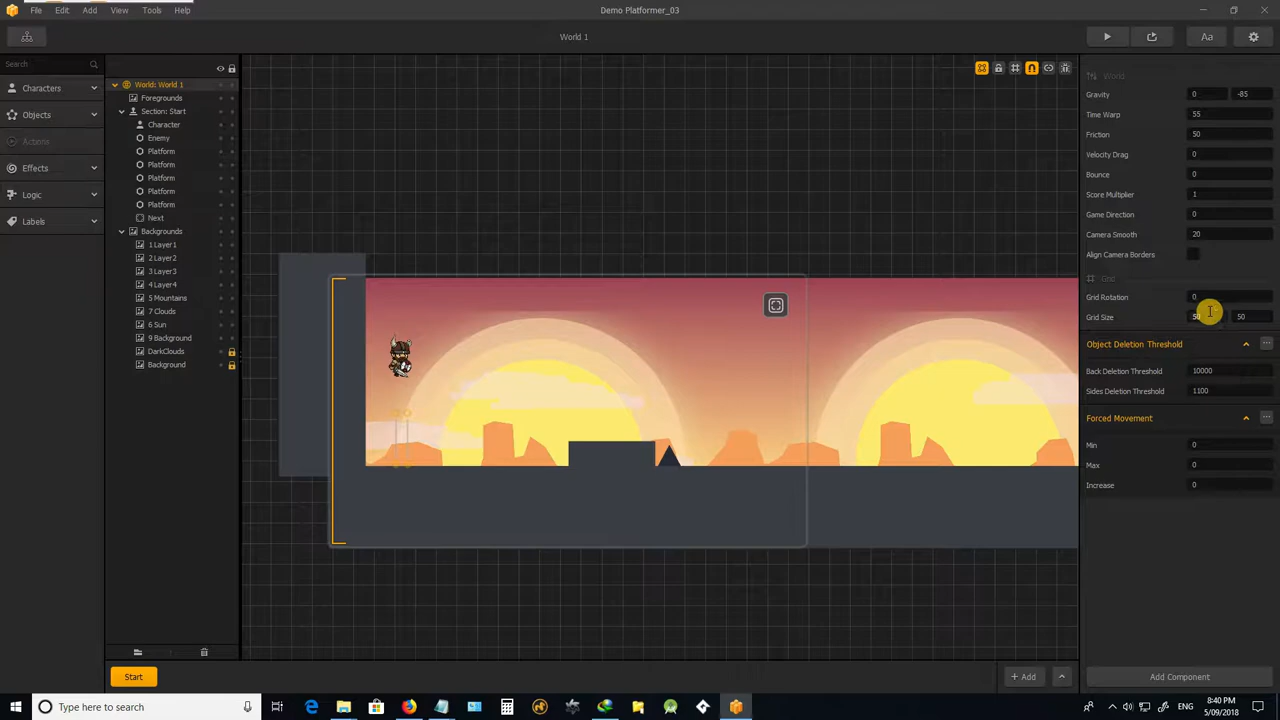 File Edit Add View Tools Help
Demo Platformer_03
World 1
Aa
Search
Characters
Objects
Actions
Effects
Logic
Labels
World: World 1
Foregrounds
Section: Start
Character
Enemy
Platform
Platform
Platform
Platform
Platform
Next
Backgrounds
1 Layer1
2 Layer2
3 Layer3
4 Layer4
5 Mountains
7 Clouds
6 Sun
9 Background
DarkClouds
Background
World
Gravity 0 -85
Time Warp 55
Friction 50
Velocity Drag 0
Bounce 0
Score Multiplier 1
Game Direction 0
Camera Smooth 20
Align Camera Borders
Grid
Grid Rotation 0
Grid Size 50 50
Object Deletion Threshold
Back Deletion Threshold 10000
Sides Deletion Threshold 1100
Forced Movement
Min 0
Max 0
Increase 0
Add Component
Start
+ Add
Type here to search
ENG
8:40 PM
5/09/2018